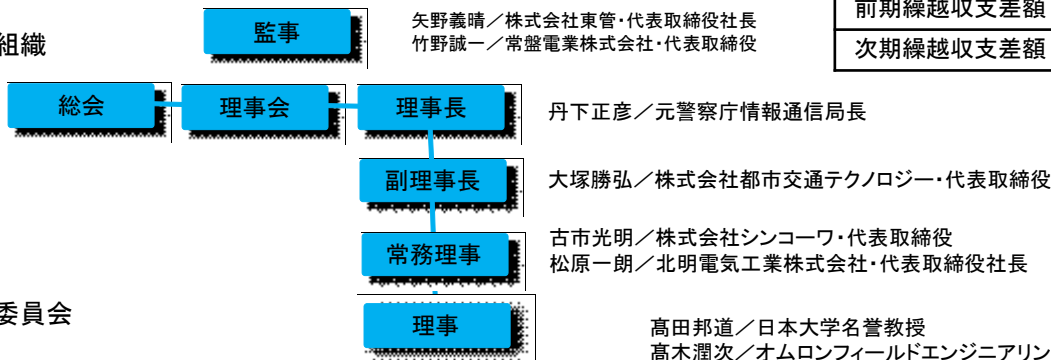 前期繰越収支差額
次期繰越収支差額
組織
監事
矢野義晴／株式会社東管・代表取締役社長
竹野誠一／常盤電業株式会社・代表取締役
総会
理事会
理事長
丹下正彦／元警察庁情報通信局長
副理事長
大塚勝弘／株式会社都市交通テクノロジー・代表取締役
常務理事
古市光明／株式会社シンコーワ・代表取締役
松原一朗／北明電気工業株式会社・代表取締役社長
委員会
理事
髙田邦道／日本大学名誉教授
髙木潤次／オムロンフィールドエンジニアリン